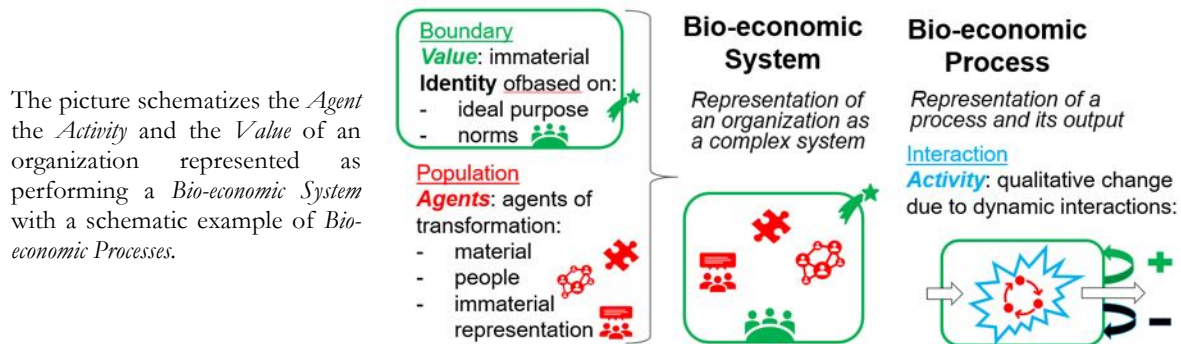 The picture schematizes the Agent
the Activity and the Value of an
organization represented as
performing a Bio-economic System
with a schematic example of Bio-
economic Processes.
Boundary
Value: immaterial
Identity ofbased on:
- ideal purpose
- norms
Population
Agents: agents of
transformation:
- material
- people
- immaterial
representation
Bio-economic
System
Representation of
an organization as
a complex system
Bio-economic
Process
Representation of a
process and its output
Interaction
Activity: qualitative change
due to dynamic interactions:
+
-